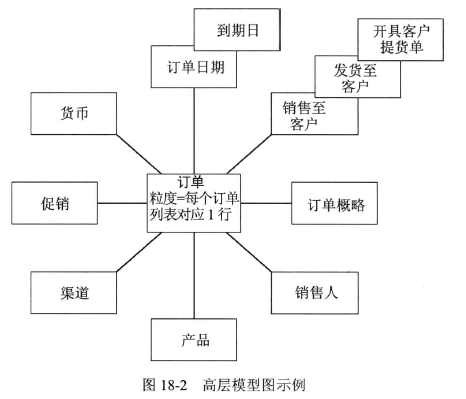 到期日
订单日期
开具客户
提货单
发货至
客户
销售至
客户
货币
订单
粒度=每个订单
列表对应1行
促销
订单概略
渠道
销售人
产品
图 18-2 高层模型图示例